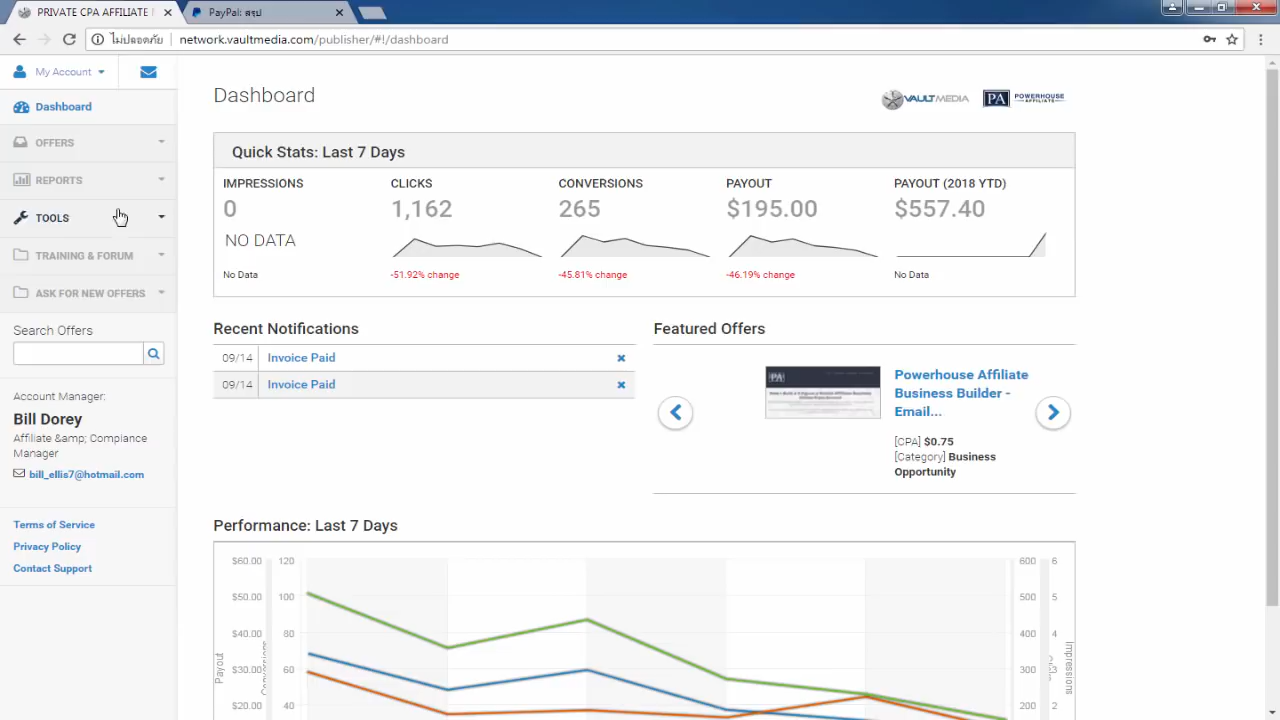 PRIVATE CPA AFFILIATE
PayPal: สรุป
ไม่ปลอดภัย
network.vaultmedia.com/publisher/#!/dashboard
My Account
Dashboard
OFFERS
REPORTS
TOOLS
TRAINING & FORUM
ASK FOR NEW OFFERS
Search Offers
Account Manager:
Bill Dorey
Affiliate &amp; Compliance
Manager
bill_ellis7@hotmail.com
Terms of Service
Privacy Policy
Contact Support
Dashboard
VAULTMEDIA
PA POWERHOUSE
AFFILIATE
Quick Stats: Last 7 Days
IMPRESSIONS
0
NO DATA
No Data
CLICKS
1,162
-51.92% change
CONVERSIONS
265
-45.81% change
PAYOUT
$195.00
-46.19% change
PAYOUT (2018 YTD)
$557.40
No Data
Recent Notifications
09/14 Invoice Paid
09/14 Invoice Paid
Featured Offers
PA
Powerhouse Affiliate
Business Builder -
Email...
[CPA] $0.75
[Category] Business
Opportunity
Performance: Last 7 Days
$60.00 120 600 6
$50.00 100 500 5
$40.00 80 400 4
$30.00 60 300 3
$20.00 40 200 2
Payout
Conversions
Impressions